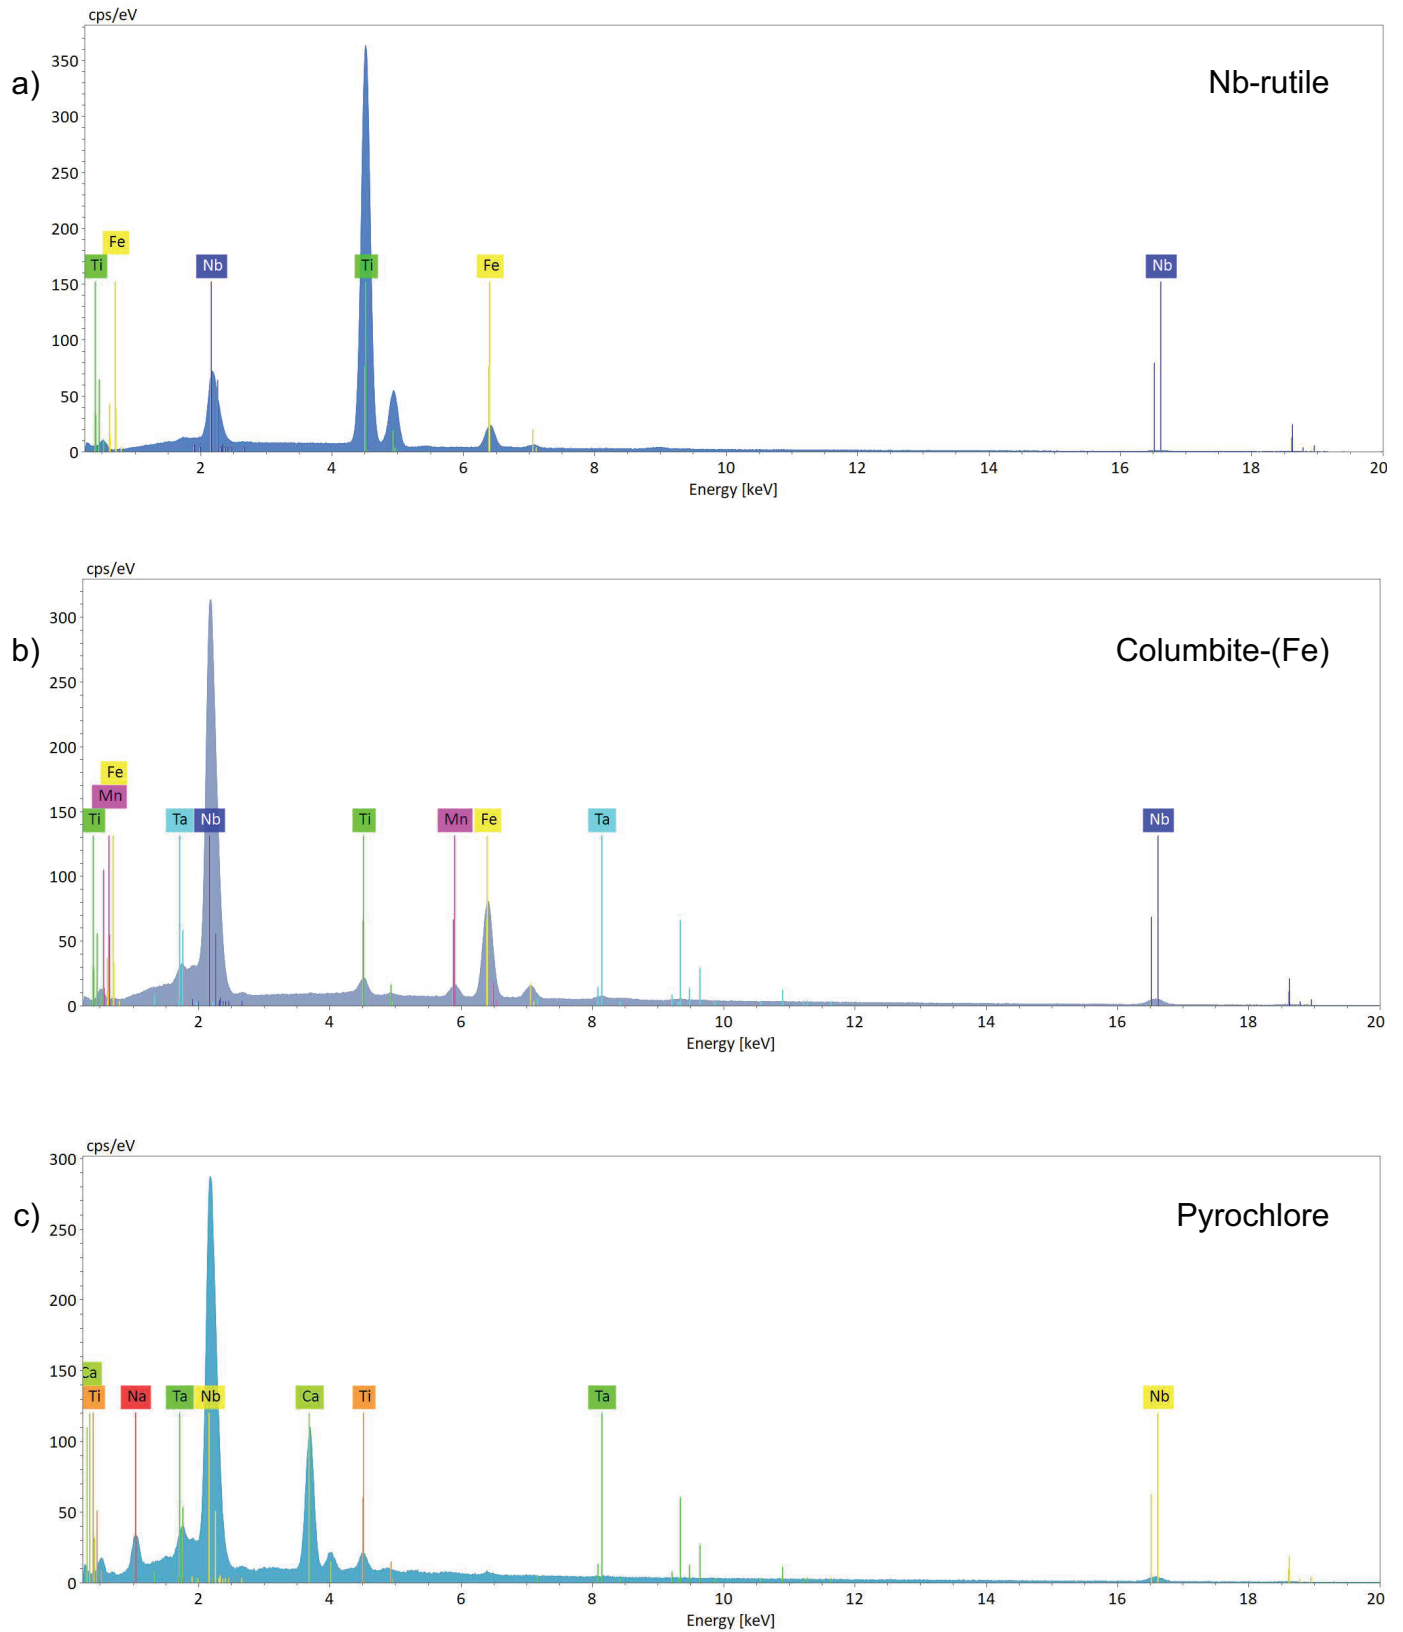 cps/eV
a)
Nb-rutile
350
300
250
200
150
100
50
0
Fe
Ti
Nb
Ti
Fe
Nb
2
4
6
8
10
12
14
16
18
20
Energy [keV]
cps/eV
b)
Columbite-(Fe)
300
250
200
150
100
50
0
Fe
Mn
Ti
Ta
Nb
Ti
Mn
Fe
Ta
Nb
2
4
6
8
10
12
14
16
18
20
Energy [keV]
cps/eV
c)
Pyrochlore
300
250
200
150
100
50
0
Ca
Ti
Na
Ta
Nb
Ca
Ti
Ta
Nb
2
4
6
8
10
12
14
16
18
20
Energy [keV]